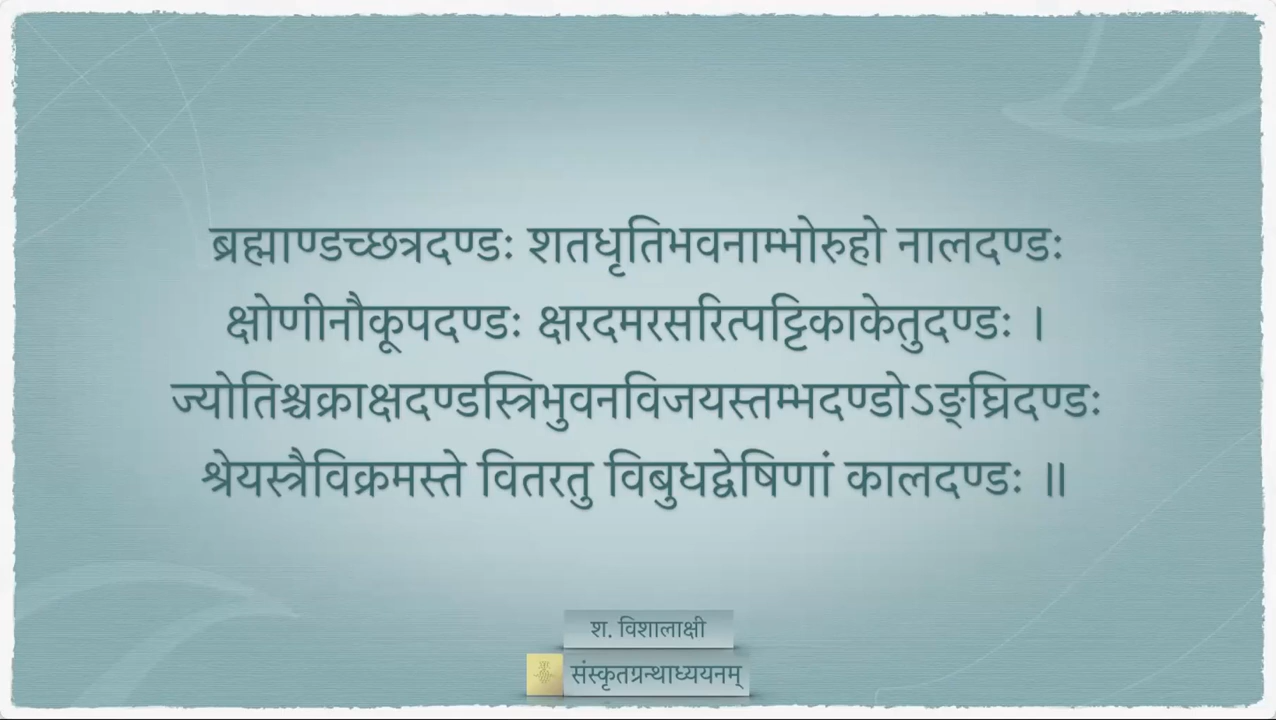 ब्रह्माण्डच्छत्रदण्डः शतधृतिभवनाम्भोरुहो नालदण्डः
क्षोणीनौकूपदण्डः क्षरदमरसरित्पट्टिकाकेतुदण्डः ।
ज्योतिश्चक्राक्षदण्डस्त्रिभुवनविजयस्तम्भदण्डोऽङ्घ्रिदण्डः
श्रेयस्त्रैविक्रमस्ते वितरतु विबुधद्वेषिणां कालदण्डः ॥
श. विशालाक्षी
संस्कृतग्रन्थाध्ययनम्